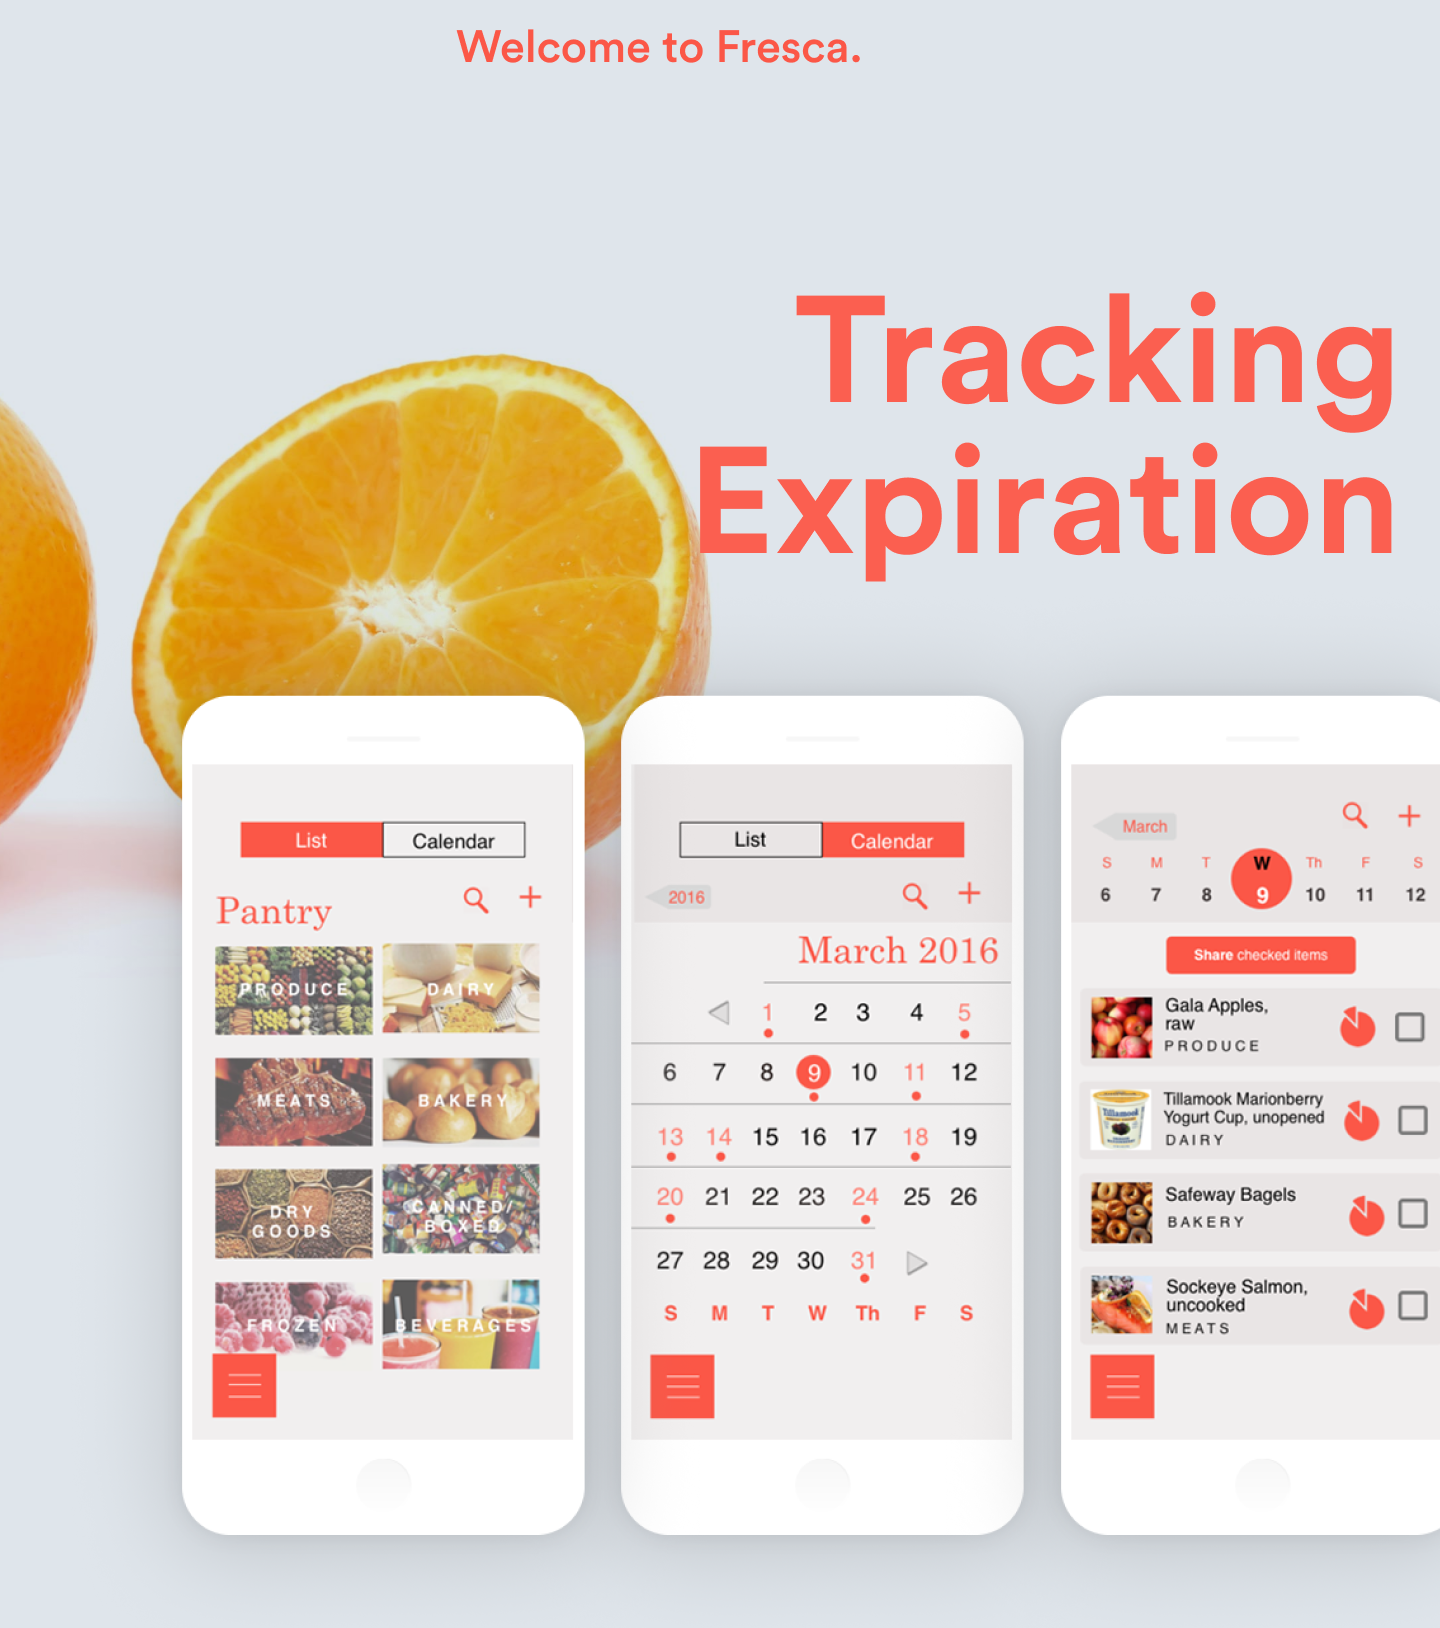 Welcome to Fresca.
Tracking
Expiration
List Calendar
Pantry
PRODUCE DAIRY
MEATS BAKERY
DRY
GOODS
CANNED/
BOXED
FROZEN BEVERAGES
List Calendar
2016
March 2016
1 2 3 4 5
6 7 8 9 10 11 12
13 14 15 16 17 18 19
20 21 22 23 24 25 26
27 28 29 30 31
S M T W Th F S
March
S M T W Th F S
6 7 8 9 10 11 12
Share checked items
Gala Apples,
raw
PRODUCE
Tillamook
Tillamook Marionberry
Yogurt Cup, unopened
DAIRY
Safeway Bagels
BAKERY
Sockeye Salmon,
uncooked
MEATS